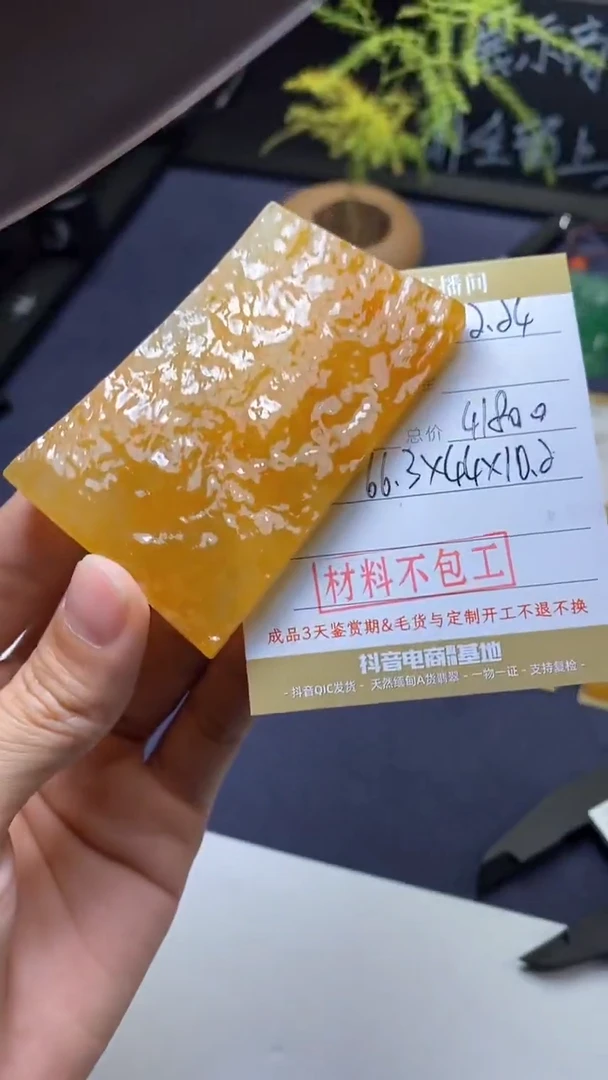 播间
2.24
总价 41800
66.3×44×10.2
材料不包工
成品3天鉴赏期&毛货与定制开工不退不换
抖音电商 基地
- 抖音QIC发货 - 天然缅甸A货翡翠 - 一物一证 - 支持复检 -